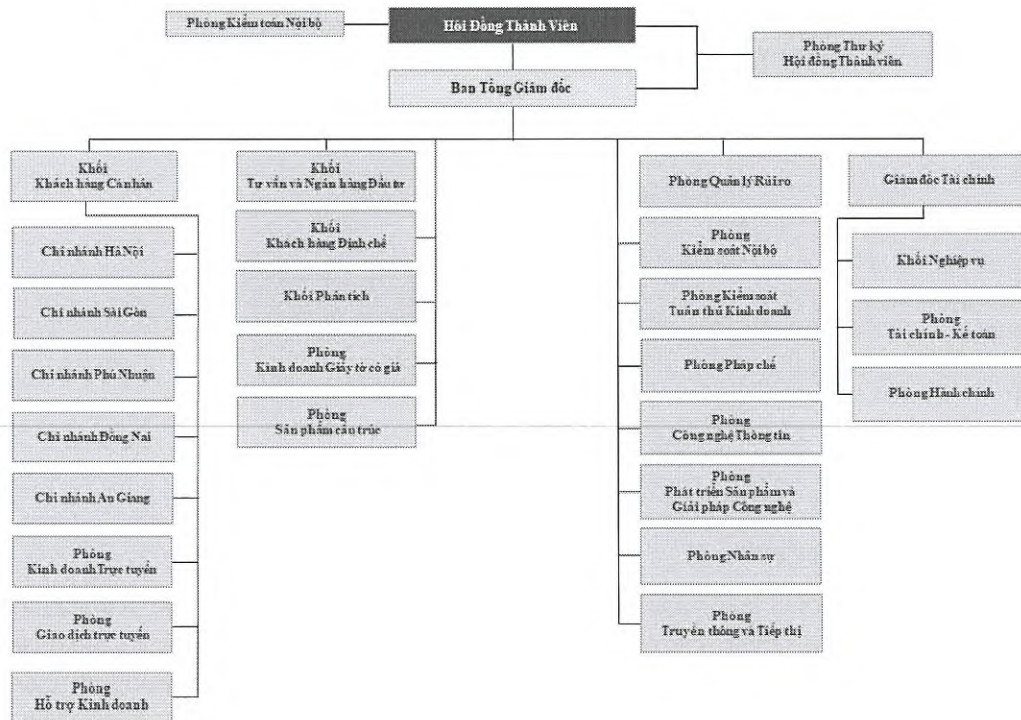 Phòng Kiểm toán Nội bộ
Hội Đồng Thành Viên
Phòng Thư ký
Hội đồng Thành viên
Ban Tổng Giám đốc
Khối
Khách hàng Cá nhân
Chi nhánh Hà Nội
Chi nhánh Sài Gòn
Chi nhánh Phú Nhuận
Chi nhánh Đồng Nai
Chi nhánh An Giang
Phòng
Kinh doanh Trực tuyến
Phòng
Giao dịch trực tuyến
Phòng
Hỗ trợ Kinh doanh
Khối
Tư vấn và Ngân hàng Đầu tư
Khối
Khách hàng Định chế
Khối Phân tích
Phòng
Kinh doanh Giấy tờ có giá
Phòng
Sản phẩm cấu trúc
Phòng Quản lý Rủi ro
Phòng
Kiểm soát Nội bộ
Phòng Kiểm soát
Tuân thủ Kinh doanh
Phòng Pháp chế
Phòng
Công nghệ Thông tin
Phòng
Phát triển Sản phẩm và
Giải pháp Công nghệ
Phòng Nhân sự
Phòng
Truyền thông và Tiếp thị
Giám đốc Tài chính
Khối Nghiệp vụ
Phòng
Tài chính - Kế toán
Phòng Hành chính